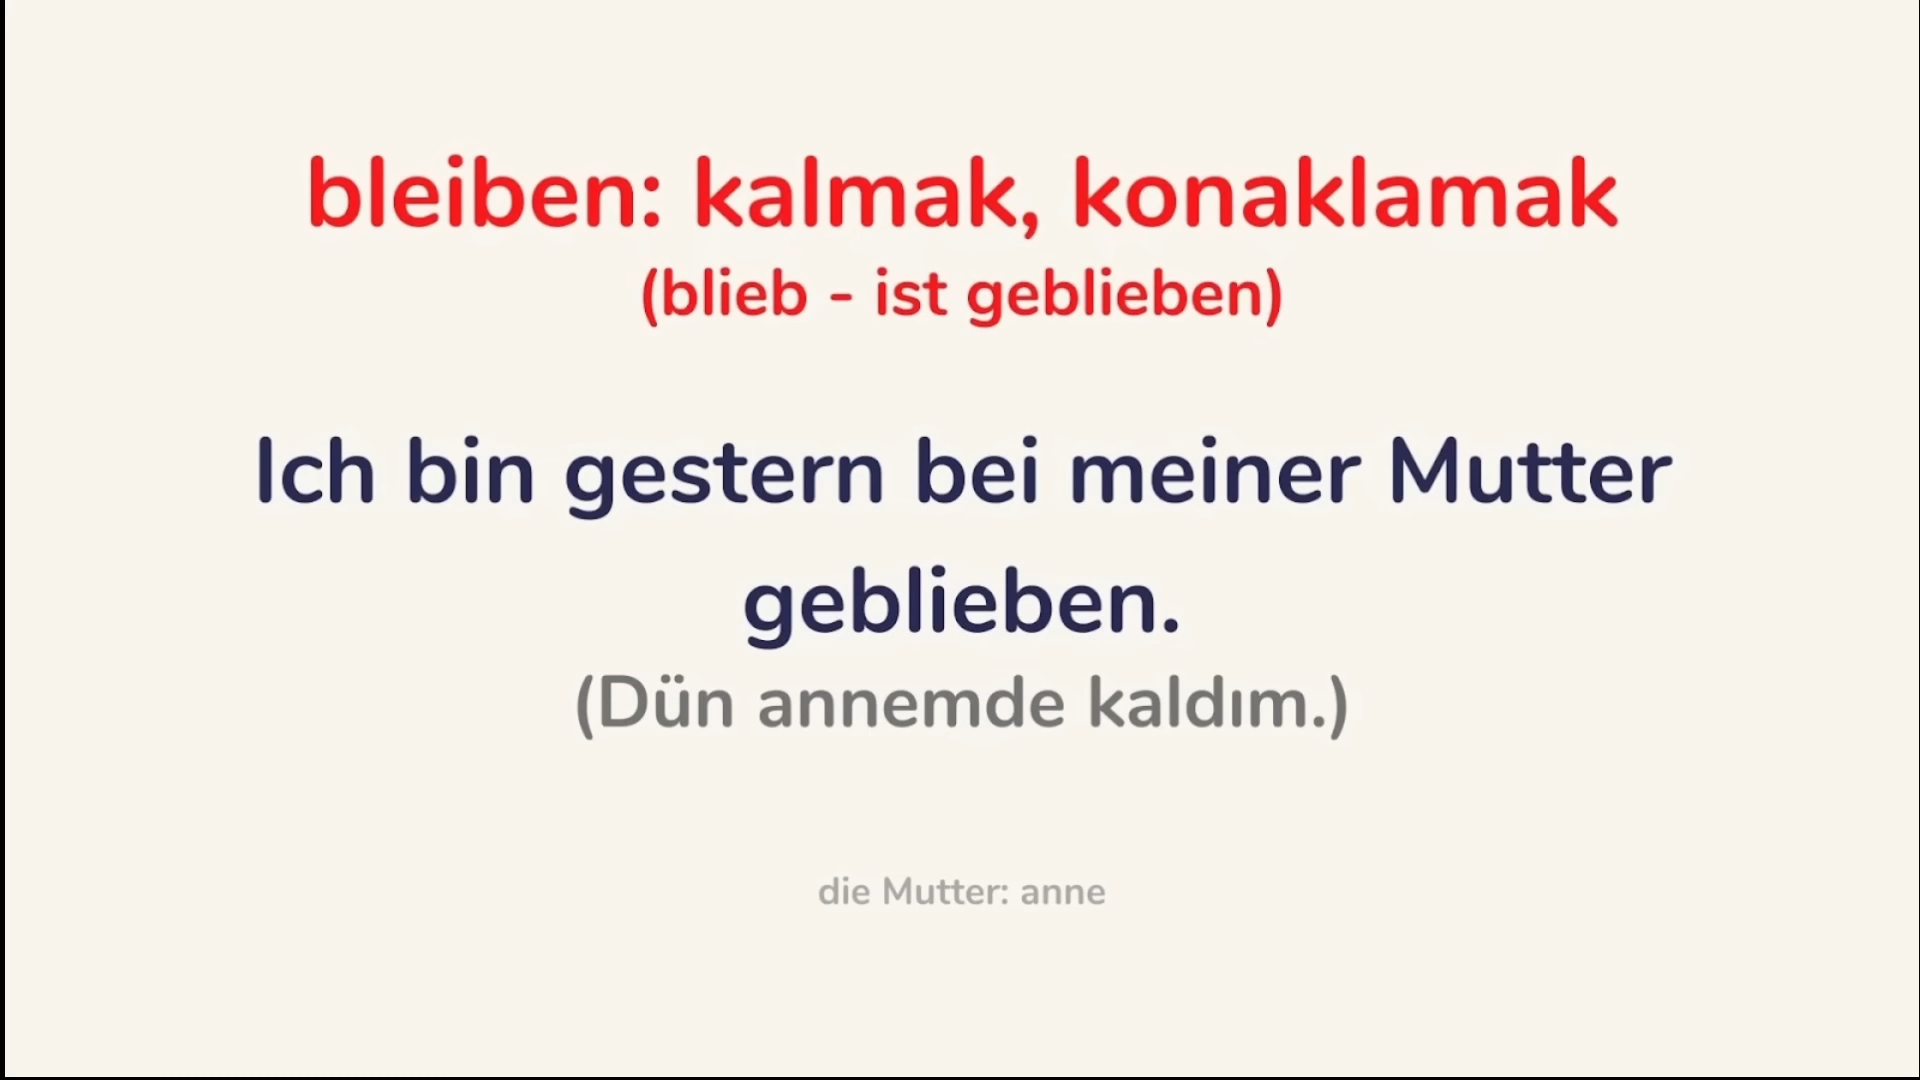 bleiben: kalmak, konaklamak
(blieb - ist geblieben)
Ich bin gestern bei meiner Mutter
geblieben.
(Dün annemde kaldım.)
die Mutter: anne